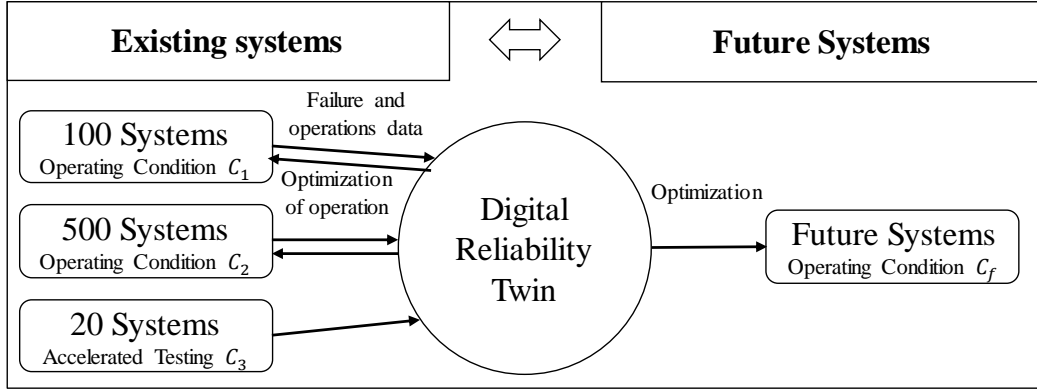 Existing systems
Future Systems
Failure and
operations data
100 Systems
Operating Condition C₁
Optimization
of operation
500 Systems
Operating Condition C₂
20 Systems
Accelerated Testing C₃
Digital
Reliability
Twin
Optimization
Future Systems
Operating Condition C_f